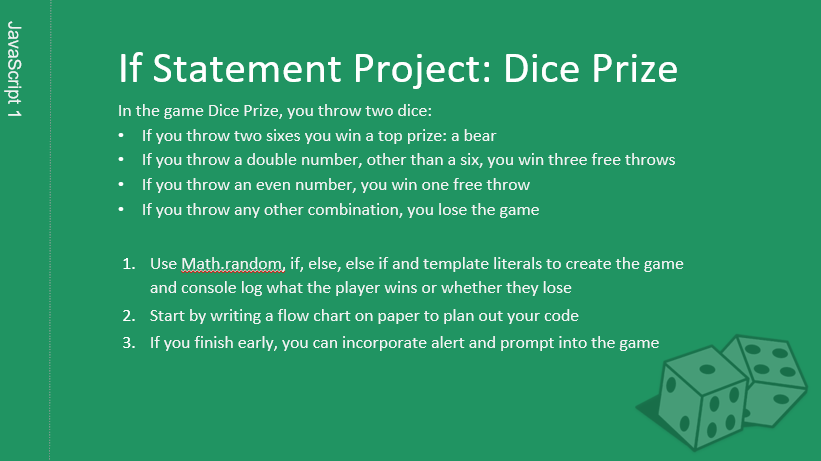 JavaScript 1
If Statement Project: Dice Prize
In the game Dice Prize, you throw two dice:
• If you throw two sixes you win a top prize: a bear
• If you throw a double number, other than a six, you win three free throws
• If you throw an even number, you win one free throw
• If you throw any other combination, you lose the game
1. Use Math.random, if, else, else if and template literals to create the game
and console log what the player wins or whether they lose
2. Start by writing a flow chart on paper to plan out your code
3. If you finish early, you can incorporate alert and prompt into the game